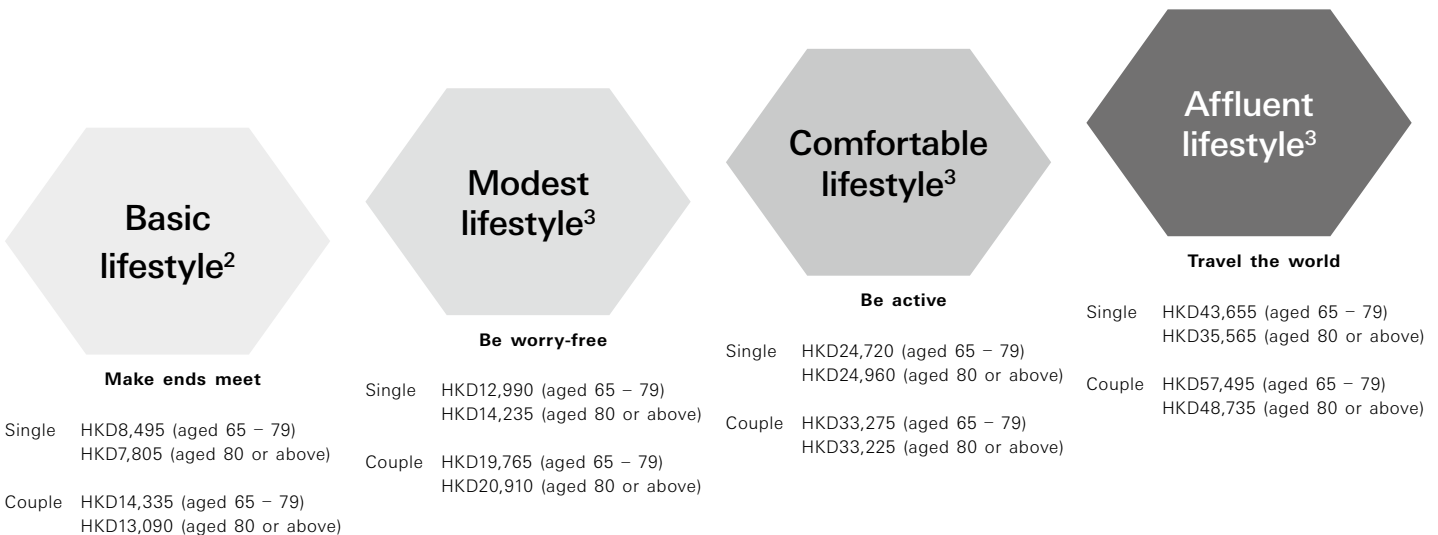 Basic
lifestyle²
Make ends meet
Single HKD8,495 (aged 65 – 79)
HKD7,805 (aged 80 or above)
Couple HKD14,335 (aged 65 – 79)
HKD13,090 (aged 80 or above)
Modest
lifestyle³
Be worry-free
Single HKD12,990 (aged 65 – 79)
HKD14,235 (aged 80 or above)
Couple HKD19,765 (aged 65 – 79)
HKD20,910 (aged 80 or above)
Comfortable
lifestyle³
Be active
Single HKD24,720 (aged 65 – 79)
HKD24,960 (aged 80 or above)
Couple HKD33,275 (aged 65 – 79)
HKD33,225 (aged 80 or above)
Affluent
lifestyle³
Travel the world
Single HKD43,655 (aged 65 – 79)
HKD35,565 (aged 80 or above)
Couple HKD57,495 (aged 65 – 79)
HKD48,735 (aged 80 or above)